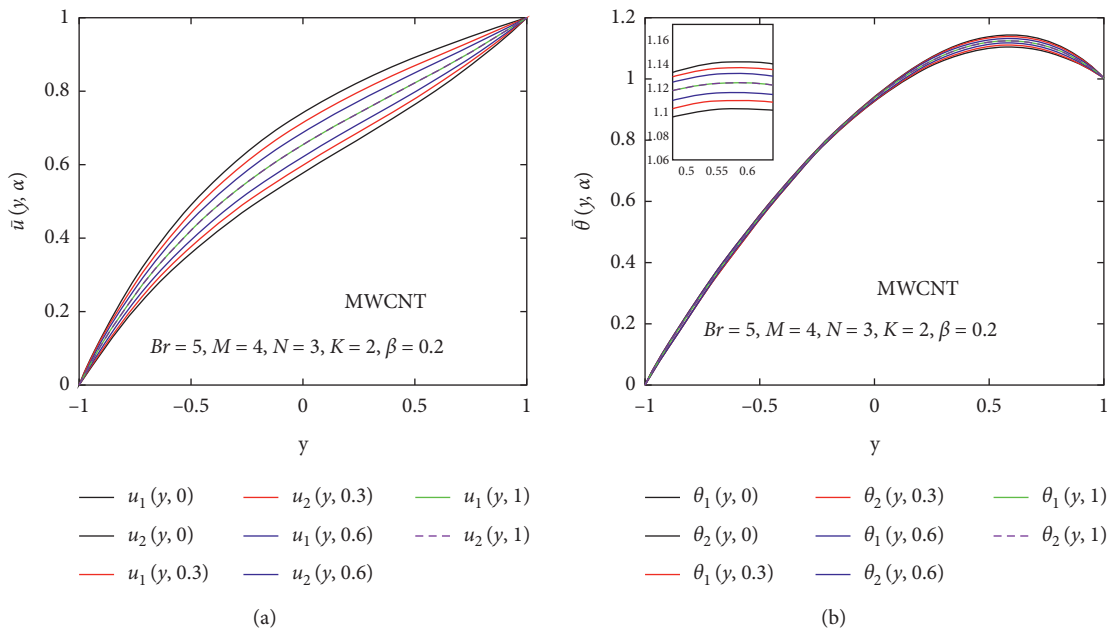 1
0.8
0.6
0.4
0.2
0
ū (y, α)
MWCNT
Br = 5, M = 4, N = 3, K = 2, β = 0.2
−1 −0.5 0 0.5 1
y
u₁ (y, 0) u₂ (y, 0.3) u₁ (y, 1)
u₂ (y, 0) u₁ (y, 0.6) u₂ (y, 1)
u₁ (y, 0.3) u₂ (y, 0.6)
(a)
1.2
1
0.8
0.6
0.4
0.2
0
θ̄ (y, α)
1.16
1.14
1.12
1.1
1.08
1.06
0.5 0.55 0.6
MWCNT
Br = 5, M = 4, N = 3, K = 2, β = 0.2
−1 −0.5 0 0.5 1
y
θ₁ (y, 0) θ₂ (y, 0.3) θ₁ (y, 1)
θ₂ (y, 0) θ₁ (y, 0.6) θ₂ (y, 1)
θ₁ (y, 0.3) θ₂ (y, 0.6)
(b)